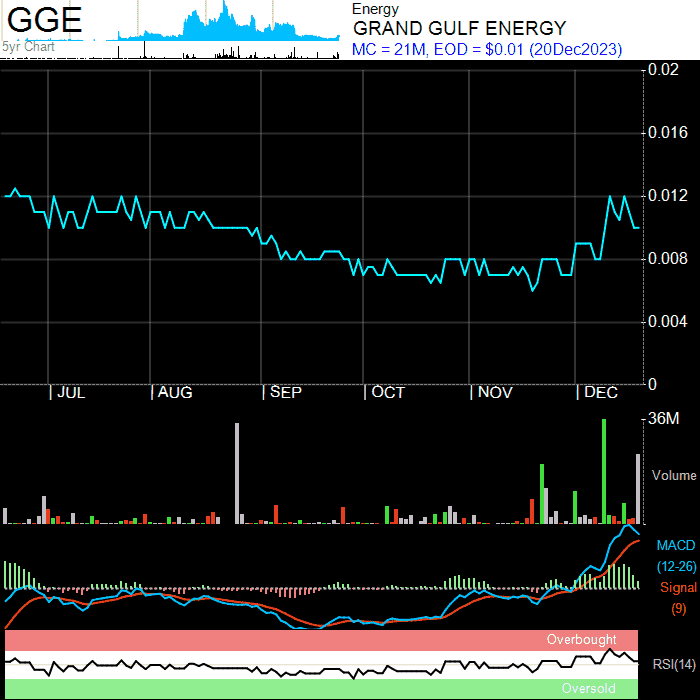 GGE
5yr Chart
Energy
GRAND GULF ENERGY
MC = 21M, EOD = $0.01 (20Dec2023)
0.02
0.016
0.012
0.008
0.004
0
JUL AUG SEP OCT NOV DEC
36M
Volume
MACD
(12-26)
Signal
(9)
Overbought
RSI(14)
Oversold